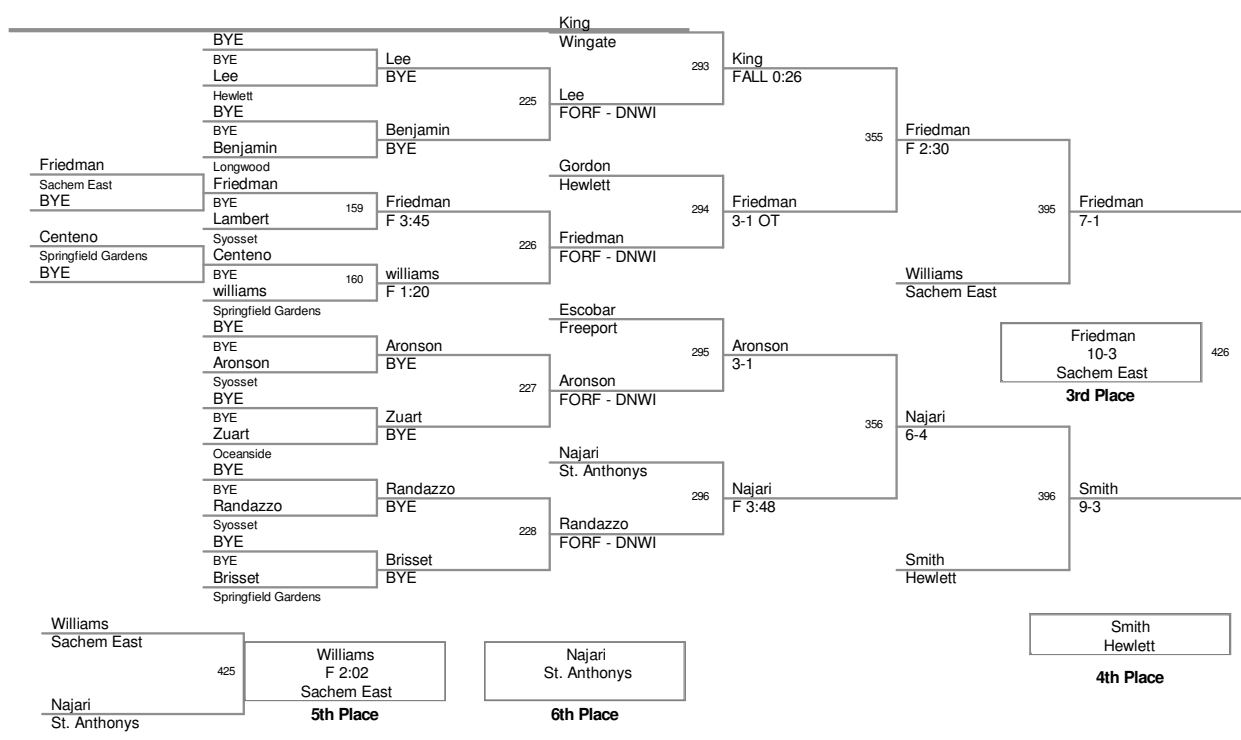 King
Wingate
293
King
FALL 0:26
BYE
BYE
Lee
Hewlett
Lee
BYE
225
Lee
FORF - DNWI
BYE
BYE
Benjamin
Longwood
Benjamin
BYE
355
Friedman
F 2:30
Friedman
Sachem East
BYE
Friedman
BYE
Lambert
Syosset
159
Friedman
F 3:45
Gordon
Hewlett
294
Friedman
3-1 OT
395
Friedman
7-1
Centeno
Springfield Gardens
BYE
Centeno
BYE
williams
Springfield Gardens
160
williams
F 1:20
226
Friedman
FORF - DNWI
Williams
Sachem East
BYE
BYE
Aronson
Syosset
Aronson
BYE
Escobar
Freeport
295
Aronson
3-1
227
Aronson
FORF - DNWI
BYE
BYE
Zuart
Oceanside
Zuart
BYE
356
Najari
6-4
Friedman
10-3
Sachem East
426
3rd Place
BYE
BYE
Randazzo
Syosset
Randazzo
BYE
Najari
St. Anthonys
296
Najari
F 3:48
396
Smith
9-3
228
Randazzo
FORF - DNWI
BYE
BYE
Brisset
Springfield Gardens
Brisset
BYE
Smith
Hewlett
Williams
Sachem East
425
Najari
St. Anthonys
Williams
F 2:02
Sachem East
5th Place
Najari
St. Anthonys
6th Place
Smith
Hewlett
4th Place